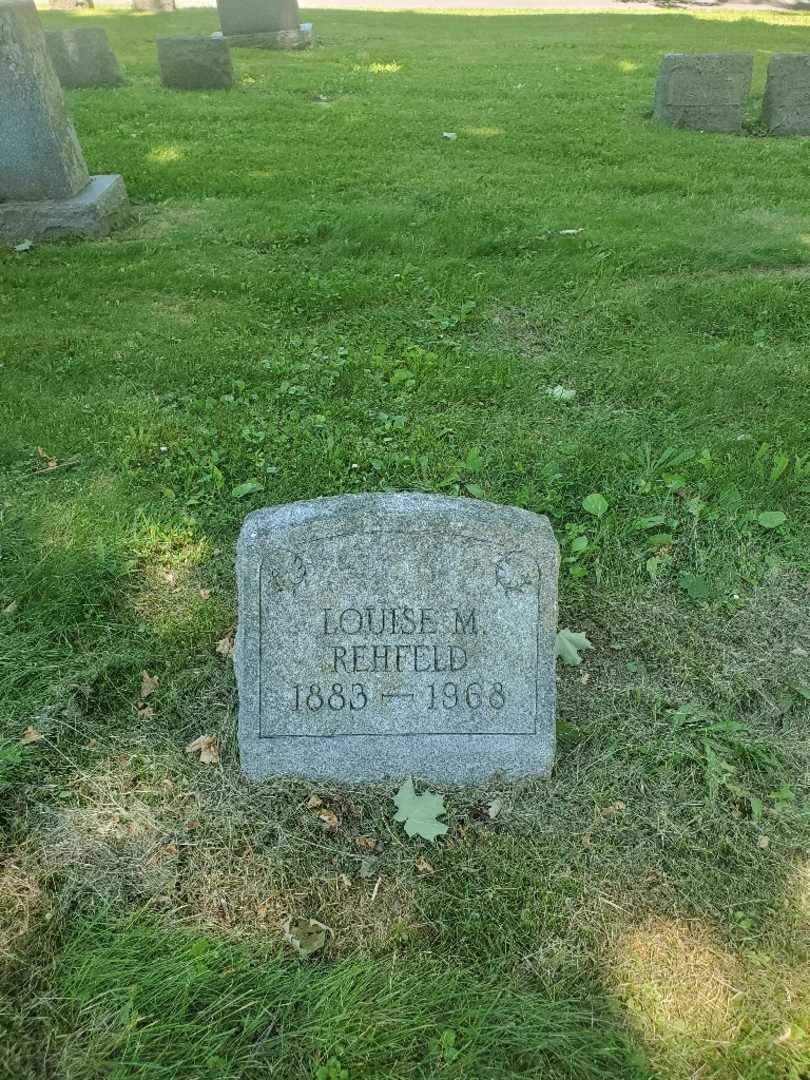 LOUISE M.
REHFELD
1883 — 1968